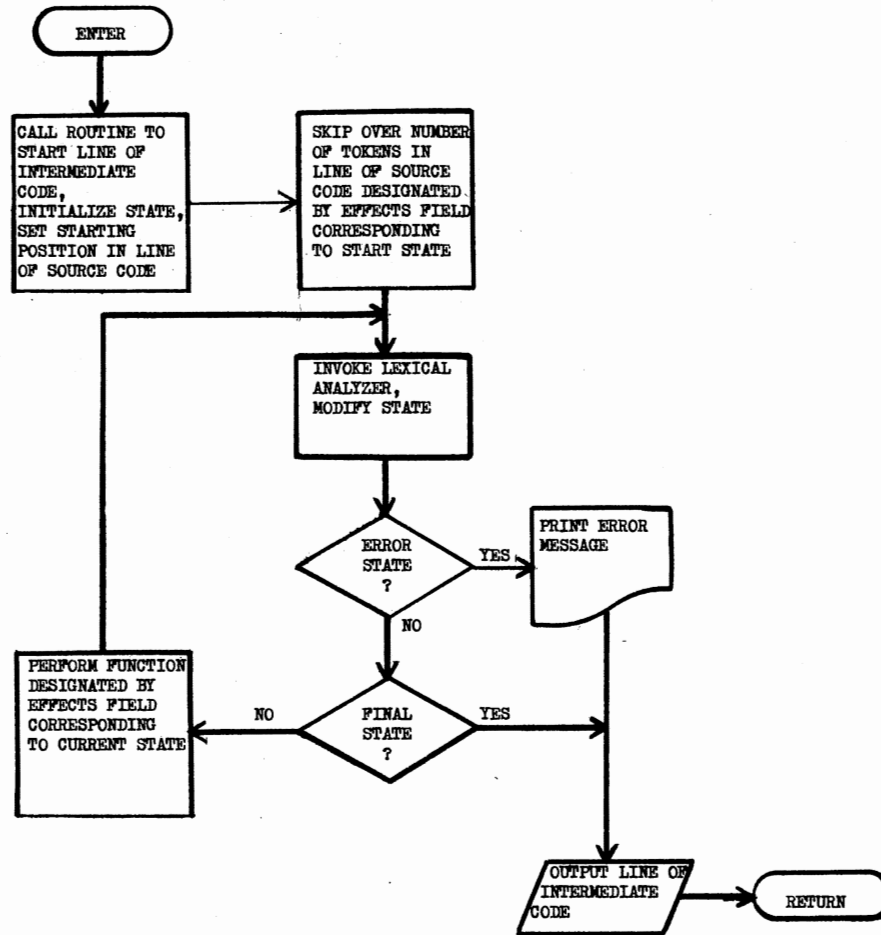 ENTER
CALL ROUTINE TO
START LINE OF
INTERMEDIATE
CODE,
INITIALIZE STATE,
SET STARTING
POSITION IN LINE
OF SOURCE CODE
SKIP OVER NUMBER
OF TOKENS IN
LINE OF SOURCE
CODE DESIGNATED
BY EFFECTS FIELD
CORRESPONDING
TO START STATE
INVOKE LEXICAL
ANALYZER,
MODIFY STATE
ERROR
STATE
?
YES
PRINT ERROR
MESSAGE
NO
PERFORM FUNCTION
DESIGNATED BY
EFFECTS FIELD
CORRESPONDING
TO CURRENT STATE
NO
FINAL
STATE
?
YES
OUTPUT LINE OF
INTERMEDIATE
CODE
RETURN